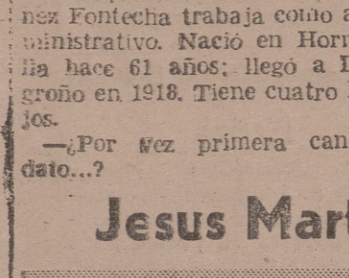 nez Fontecha trabaja como a
ministrativo. Nació en Horr
lla hace 61 años: llegó a L
groño en 1918. Tiene cuatro
jos.
—¿Por vez primera can
dato...?
Jesus Mart